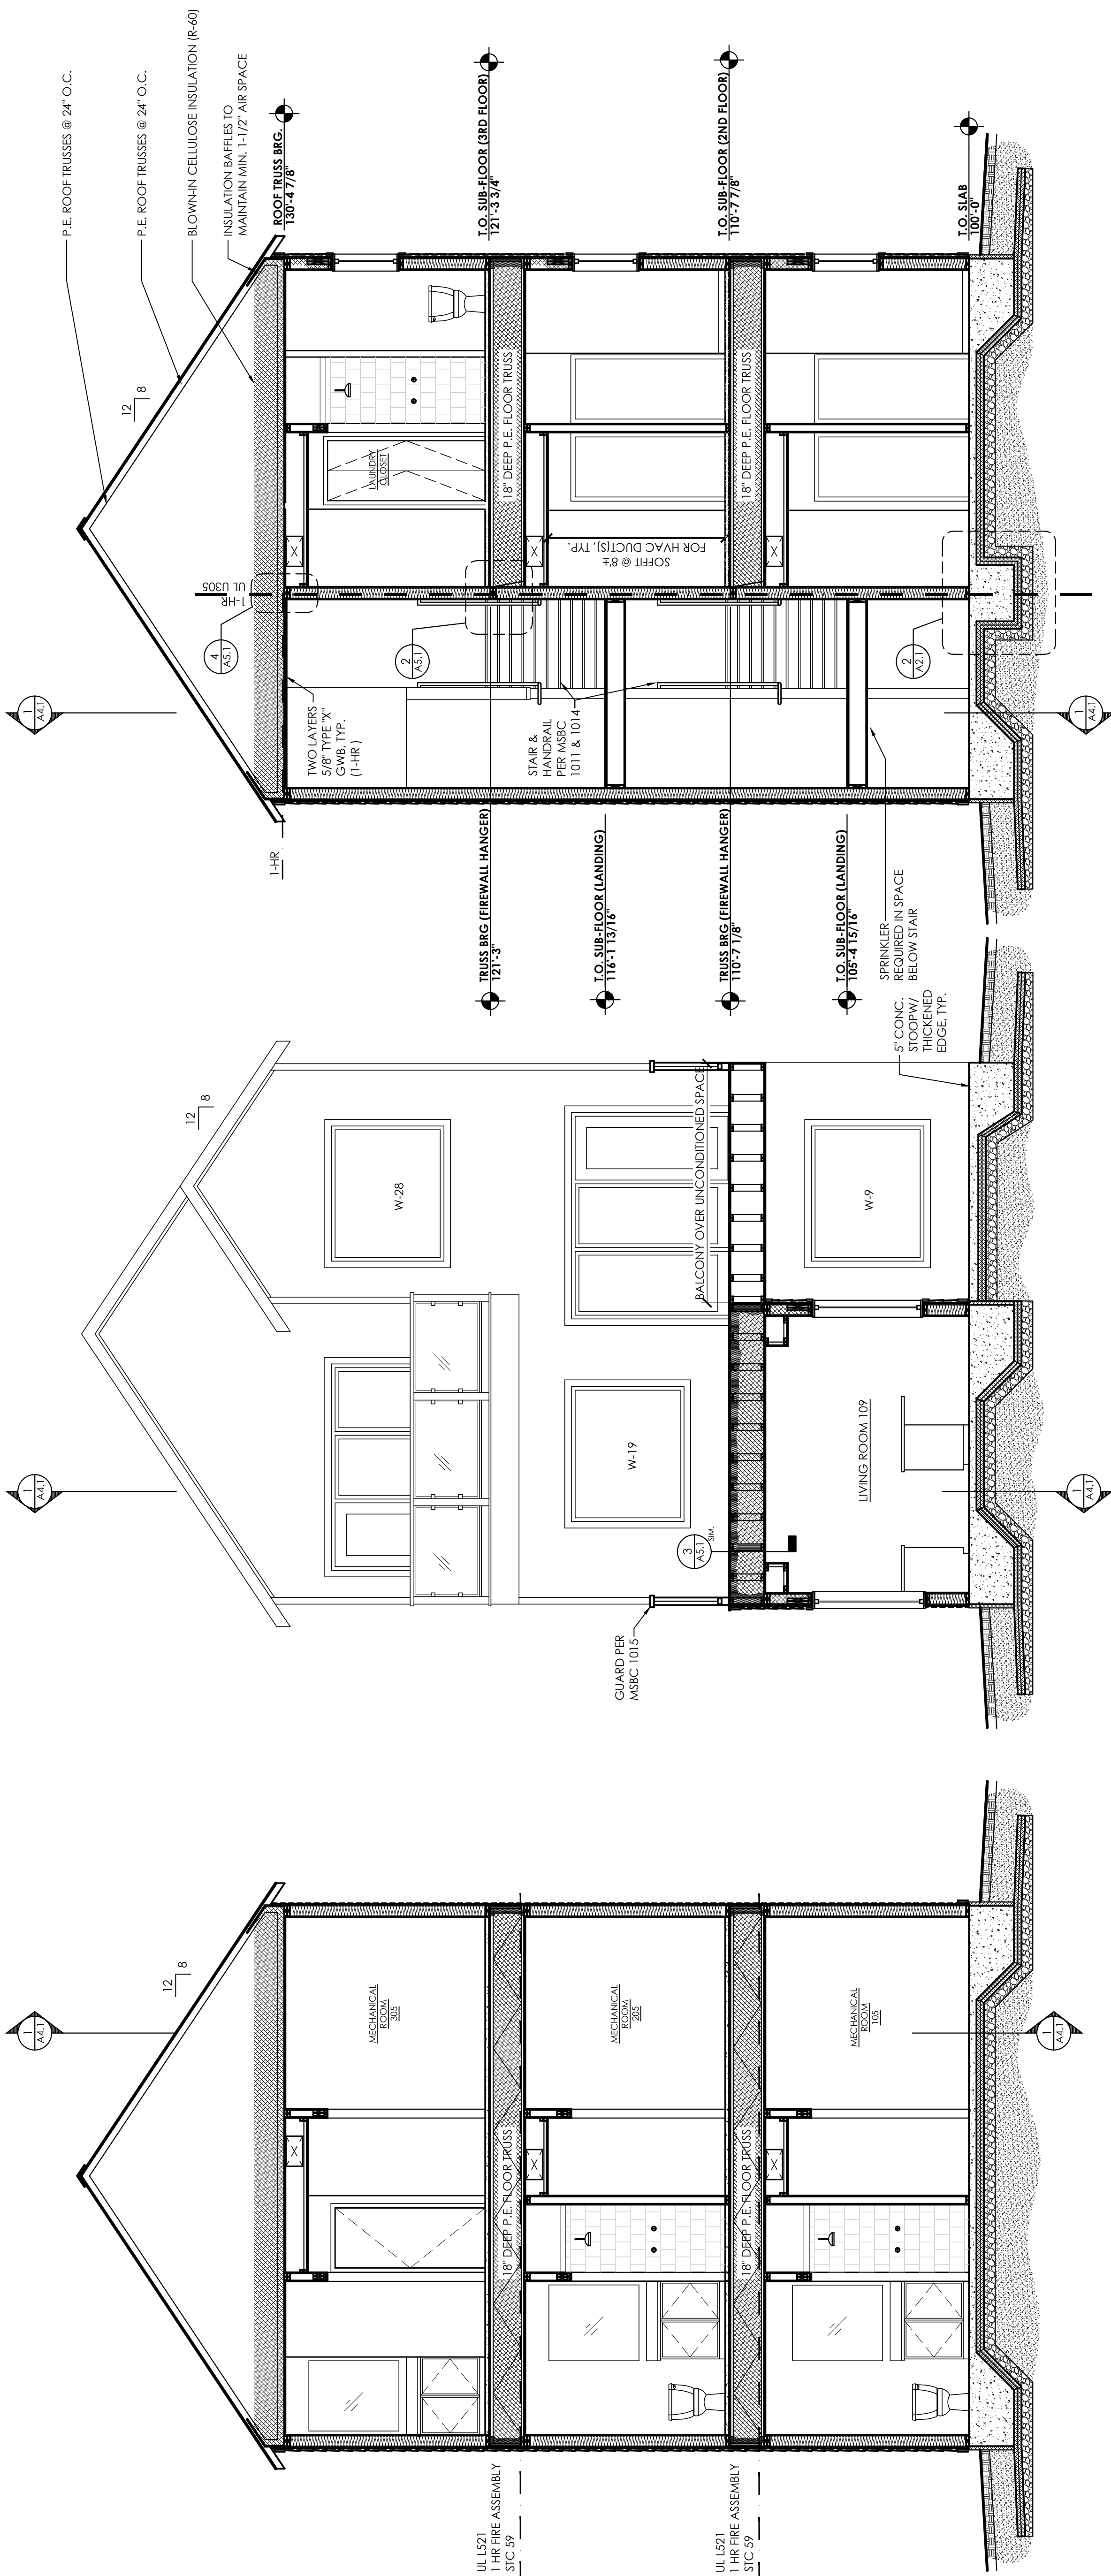 1
A4.1
12
8
MECHANICAL
ROOM
305
UL L521
1 HR FIRE ASSEMBLY
STC 59
18" DEEP P.E. FLOOR TRUSS
MECHANICAL
ROOM
205
UL L521
1 HR FIRE ASSEMBLY
STC 59
18" DEEP P.E. FLOOR TRUSS
MECHANICAL
ROOM
105
1
A4.1
1
A4.1
12
8
W-28
W-19
GUARD PER
MSBC 1015
3
A5.1
SIM.
BALCONY OVER UNCONDITIONED SPACE
W-9
LIVING ROOM 109
5" CONC.
STOOPW/
THICKENED
EDGE, TYP.
1
A4.1
1
A4.1
P.E. ROOF TRUSSES @ 24" O.C.
12
8
P.E. ROOF TRUSSES @ 24" O.C.
BLOWN-IN CELLULOSE INSULATION (R-60)
INSULATION BAFFLES TO
MAINTAIN MIN. 1-1/2" AIR SPACE
4
A5.1
1-HR
UL U305
1-HR
ROOF TRUSS BRG.
130'-4 7/8"
TWO LAYERS
5/8" TYPE "X"
GWB, TYP.
(1-HR )
LAUNDRY
CLOSET
2
A5.1
TRUSS BRG (FIREWALL HANGER)
121'-3"
18" DEEP P.E. FLOOR TRUSS
T.O. SUB-FLOOR (3RD FLOOR)
121'-3 3/4"
STAIR &
HANDRAIL
PER MSBC
1011 & 1014
SOFFIT @ 8'±
FOR HVAC DUCT(S), TYP.
T.O. SUB-FLOOR (LANDING)
116'-1 13/16"
TRUSS BRG (FIREWALL HANGER)
110'-7 1/8"
18" DEEP P.E. FLOOR TRUSS
T.O. SUB-FLOOR (2ND FLOOR)
110'-7 7/8"
T.O. SUB-FLOOR (LANDING)
105'-4 15/16"
SPRINKLER
REQUIRED IN SPACE
BELOW STAIR
2
A2.1
T.O. SLAB
100'-0"
1
A4.1